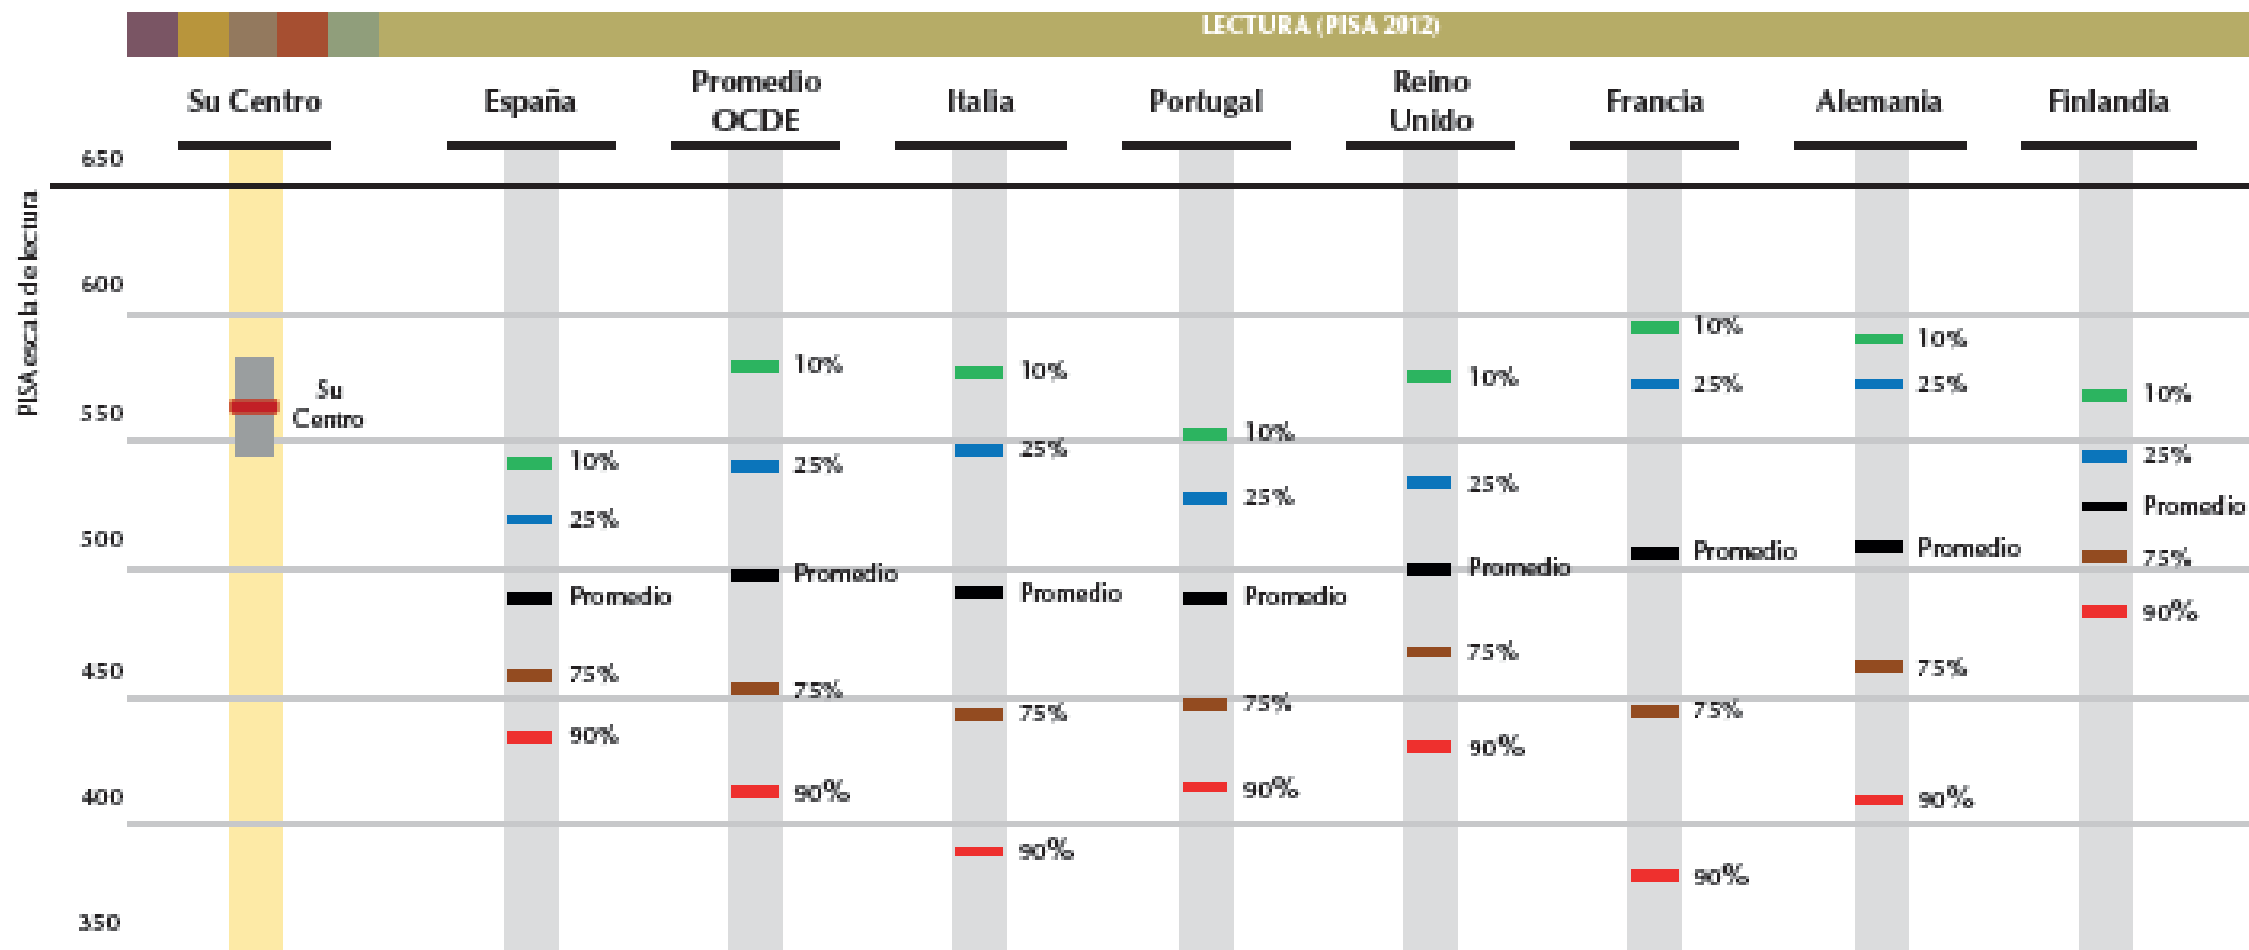 LECTURA (PISA 2012)
Su Centro
España
Promedio
OCDE
Italia
Portugal
Reino
Unido
Francia
Alemania
Finlandia
PISA escala de lectura
650
600
550
500
450
400
350
Su
Centro
10%
25%
Promedio
75%
90%
10%
25%
Promedio
75%
90%
10%
25%
Promedio
75%
90%
10%
25%
Promedio
75%
90%
10%
25%
Promedio
75%
90%
10%
25%
Promedio
75%
90%
10%
25%
Promedio
75%
90%
10%
25%
Promedio
75%
90%